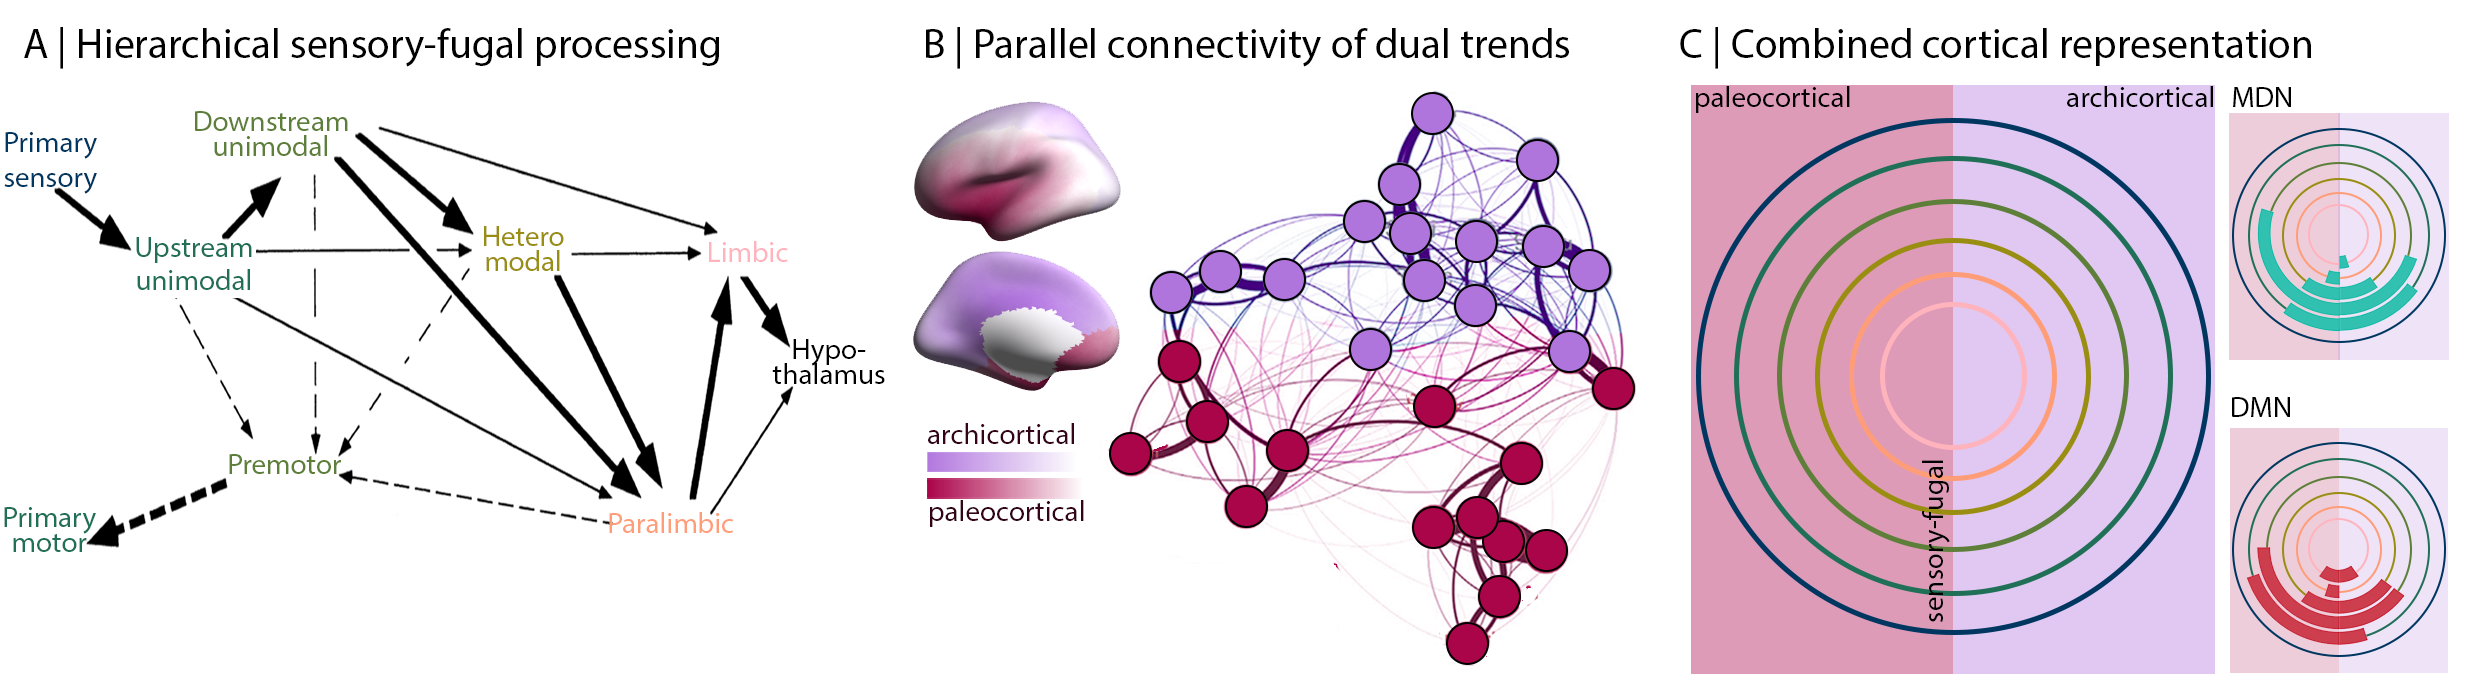 A | Hierarchical sensory-fugal processing
Primary
sensory
Downstream
unimodal
Upstream
unimodal
Hetero
modal
Limbic
Hypo-
thalamus
Premotor
Primary
motor
Paralimbic
B | Parallel connectivity of dual trends
archicortical
paleocortical
C | Combined cortical representation
paleocortical
archicortical
sensory-fugal
MDN
DMN